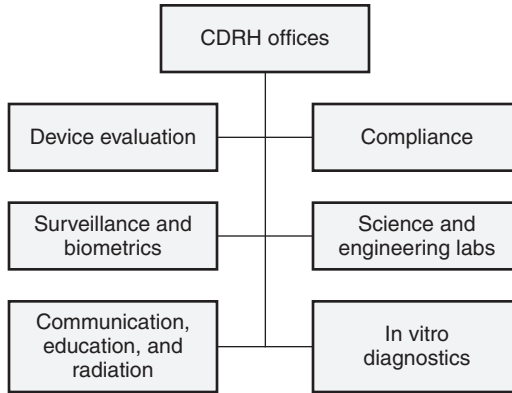 CDRH offices
Device evaluation
Compliance
Surveillance and
biometrics
Science and
engineering labs
Communication,
education, and
radiation
In vitro
diagnostics